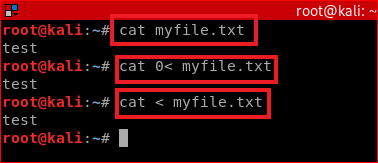 root@kali: ~
root@kali:~# cat myfile.txt
test
root@kali:~# cat 0< myfile.txt
test
root@kali:~# cat < myfile.txt
test
root@kali:~#